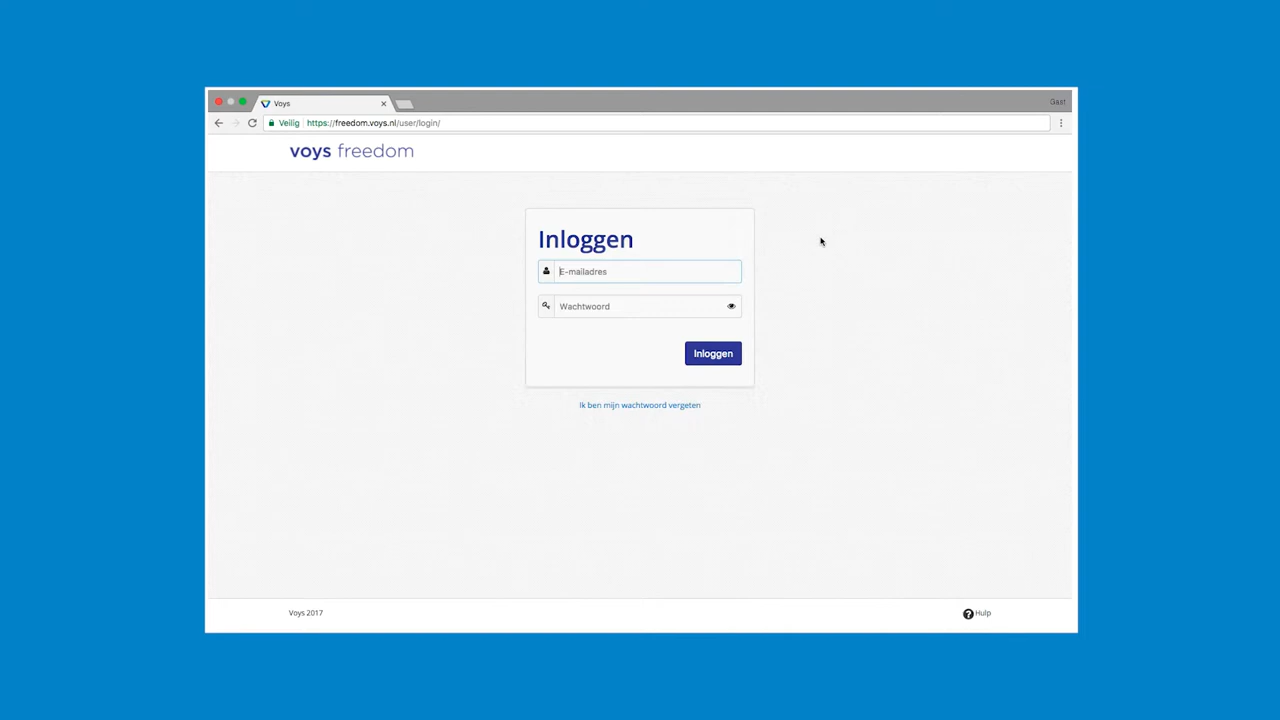 Voys
Gast
Veilig https://freedom.voys.nl/user/login/
voys freedom
Inloggen
E-mailadres
Wachtwoord
Inloggen
Ik ben mijn wachtwoord vergeten
Voys 2017
Hulp